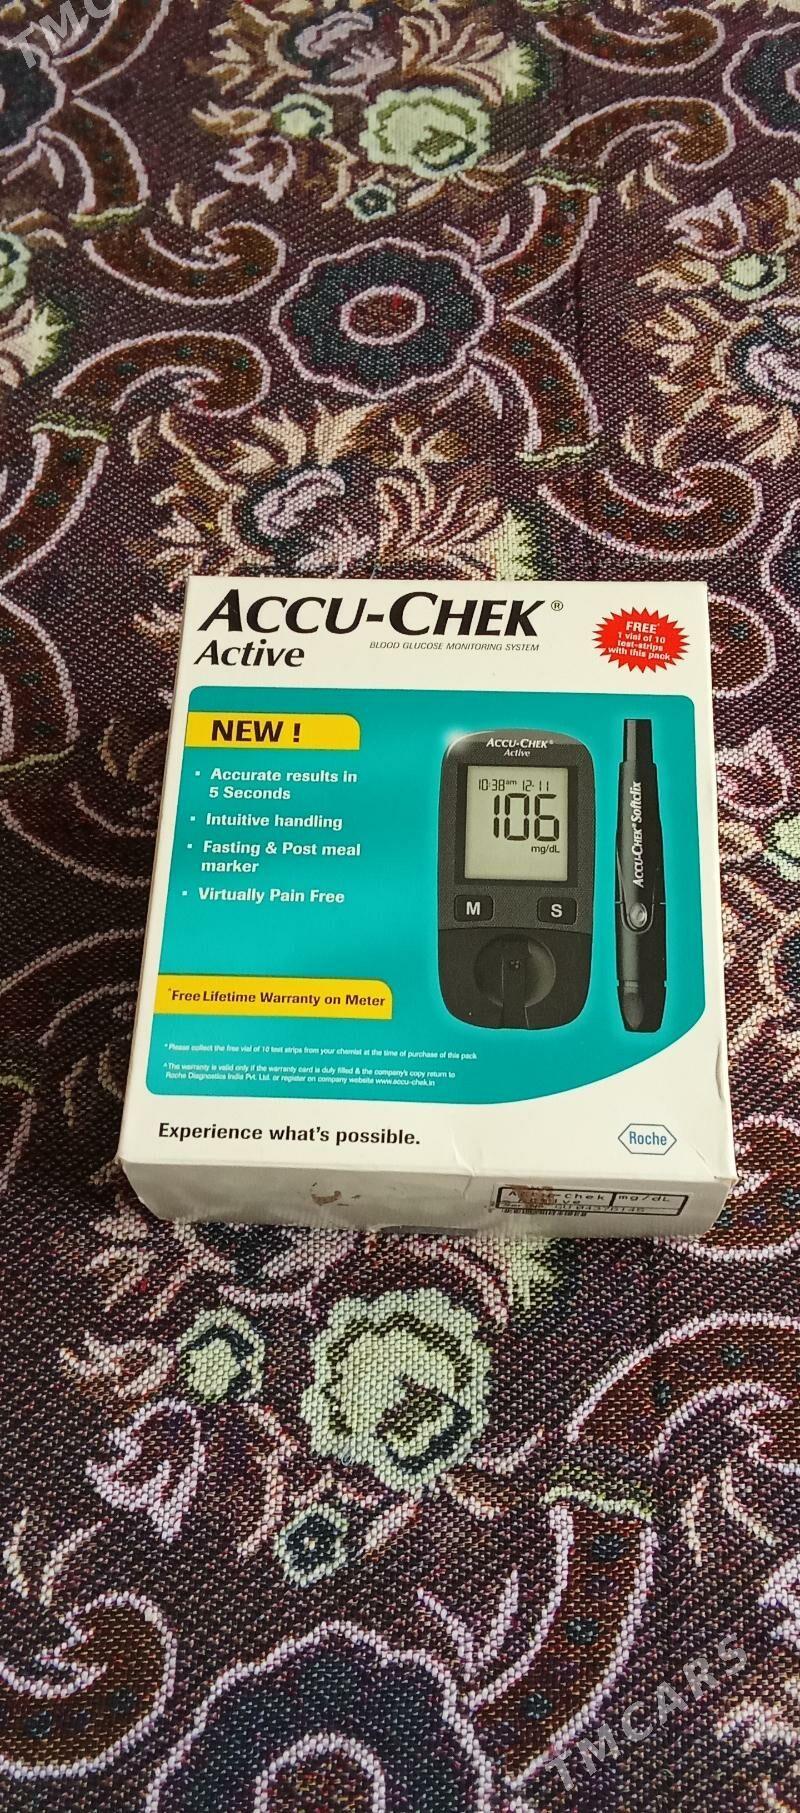 ACCU-CHEK®
Active
BLOOD GLUCOSE MONITORING SYSTEM
FREE*
1 vial of 10
test-strips
with this pack
NEW !
▪ Accurate results in
5 Seconds
▪ Intuitive handling
▪ Fasting & Post meal
marker
▪ Virtually Pain Free
ACCU-CHEK®
Active
10:38am 12-11
106
mg/dL
M S
ACCU-CHEK® Softclix
^Free Lifetime Warranty on Meter
* Please collect the free vial of 10 test strips from your chemist at the time of purchase of this pack
^ The warranty is valid only if the warranty card is duly filled & the company's copy return to
Roche Diagnostics India Pvt. Ltd. or register on company website www.accu-chek.in
Experience what's possible.
Roche
Accu-Chek mg/dL
Active
TMCARS